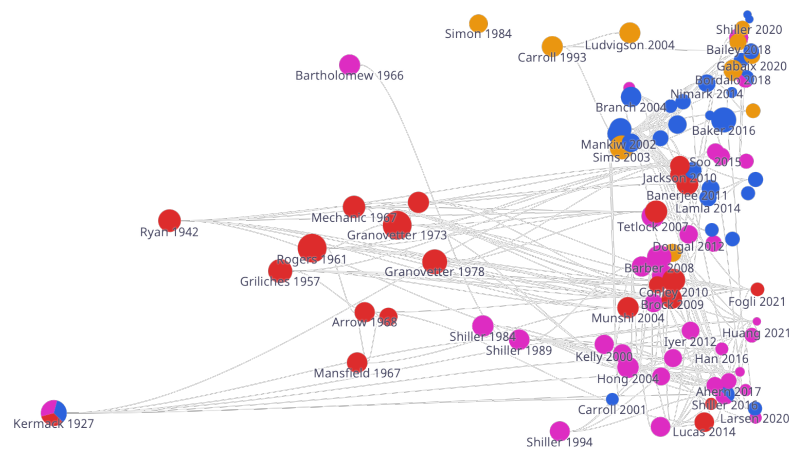 Shiller 2020
Simon 1984
Ludvigson 2004
Bailey 2018
Carroll 1993
Gabaix 2020
Bartholomew 1966
Bordalo 2018
Nimark 2014
Branch 2004
Baker 2016
Mankiw 2002
Sims 2003
Soo 2015
Jackson 2010
Banerjee 2011
Lamla 2014
Mechanic 1967
Tetlock 2007
Ryan 1942
Granovetter 1973
Dougal 2012
Rogers 1961
Barber 2008
Granovetter 1978
Griliches 1957
Conley 2010
Fogli 2021
Brock 2009
Munshi 2004
Arrow 1968
Huang 2021
Shiller 1984
Iyer 2012
Shiller 1989
Kelly 2000
Han 2016
Mansfield 1967
Hong 2004
Ahern 2017
Shiller 2016
Carroll 2001
Larsen 2020
Kermack 1927
Lucas 2014
Shiller 1994